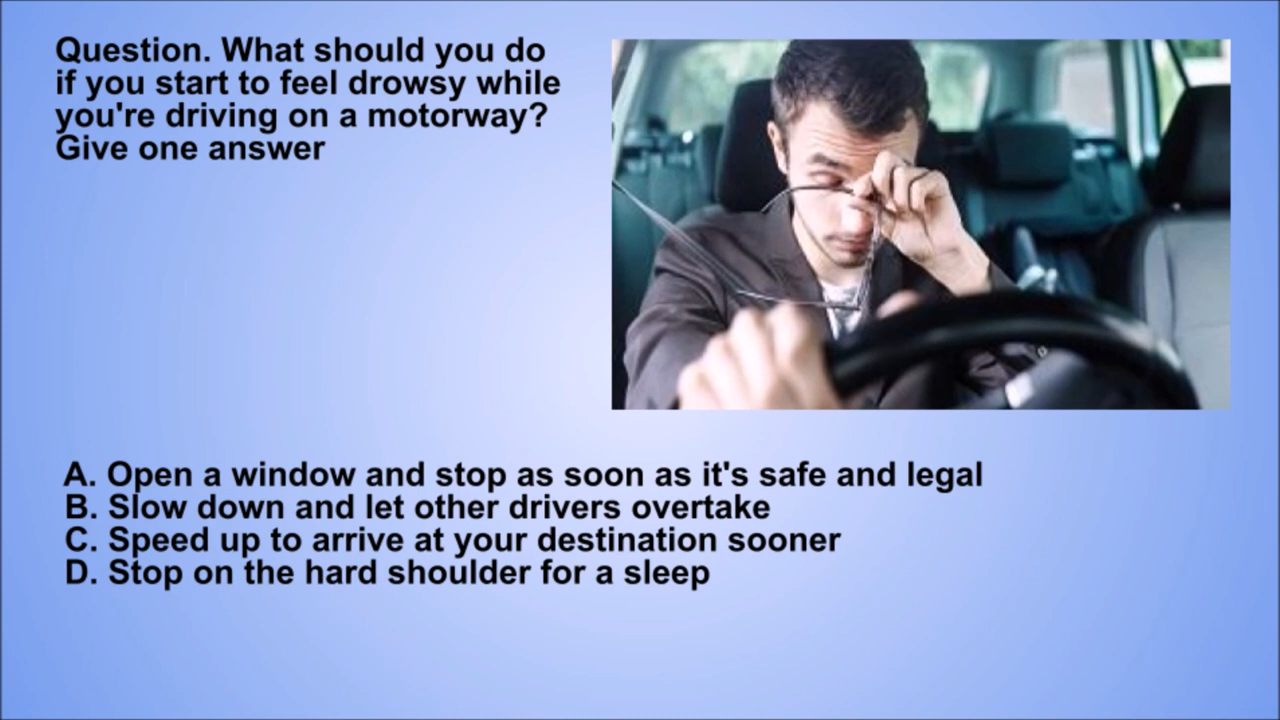 Question. What should you do
if you start to feel drowsy while
you're driving on a motorway?
Give one answer
A. Open a window and stop as soon as it's safe and legal
B. Slow down and let other drivers overtake
C. Speed up to arrive at your destination sooner
D. Stop on the hard shoulder for a sleep